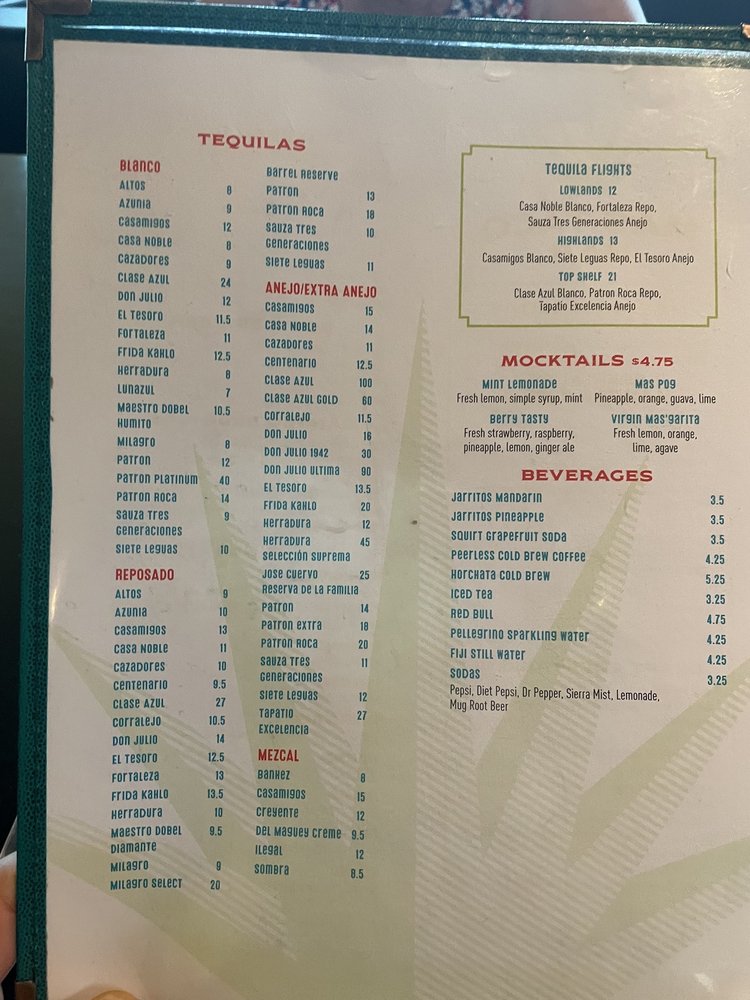 TEQUILAS
BLANCO
ALTOS 8
AZUNIA 9
CASAMIGOS 12
CASA NOBLE 8
CAZADORES 9
CLASE AZUL 24
DON JULIO 12
EL TESORO 11.5
FORTALEZA 11
FRIDA KAHLO 12.5
HERRADURA 8
LUNAZUL 7
MAESTRO DOBEL 10.5
HUMITO
MILAGRO 8
PATRON 12
PATRON PLATINUM 40
PATRON ROCA 14
SAUZA TRES 9
GENERACIONES
SIETE LEGUAS 10
REPOSADO
ALTOS 9
AZUNIA 10
CASAMIGOS 13
CASA NOBLE 11
CAZADORES 10
CENTENARIO 9.5
CLASE AZUL 27
CORRALEJO 10.5
DON JULIO 14
EL TESORO 12.5
FORTALEZA 13
FRIDA KAHLO 13.5
HERRADURA 10
MAESTRO DOBEL 9.5
DIAMANTE
MILAGRO 9
MILAGRO SELECT 20
BARREL RESERVE
PATRON 13
PATRON ROCA 18
SAUZA TRES 10
GENERACIONES
SIETE LEGUAS 11
ANEJO/EXTRA ANEJO
CASAMIGOS 15
CASA NOBLE 14
CAZADORES 11
CENTENARIO 12.5
CLASE AZUL 100
CLASE AZUL GOLD 60
CORRALEJO 11.5
DON JULIO 16
DON JULIO 1942 30
DON JULIO ULTIMA 90
EL TESORO 13.5
FRIDA KAHLO 20
HERRADURA 12
HERRADURA 45
SELECCIÓN SUPREMA
JOSE CUERVO 25
RESERVA DE LA FAMILIA
PATRON 14
PATRON EXTRA 18
PATRON ROCA 20
SAUZA TRES 11
GENERACIONES
SIETE LEGUAS 12
TAPATIO 27
EXCELENCIA
MEZCAL
BANHEZ 8
CASAMIGOS 15
CREYENTE 12
DEL MAGUEY CREME 9.5
ILEGAL 12
SOMBRA 8.5
TEQUILA FLIGHTS
LOWLANDS 12
Casa Noble Blanco, Fortaleza Repo,
Sauza Tres Generaciones Anejo
HIGHLANDS 13
Casamigos Blanco, Siete Leguas Repo, El Tesoro Anejo
TOP SHELF 21
Clase Azul Blanco, Patron Roca Repo,
Tapatio Excelencia Anejo
MOCKTAILS $4.75
MINT LEMONADE
Fresh lemon, simple syrup, mint
MAS POG
Pineapple, orange, guava, lime
BERRY TASTY
Fresh strawberry, raspberry,
pineapple, lemon, ginger ale
VIRGIN MAS'GARITA
Fresh lemon, orange,
lime, agave
BEVERAGES
JARRITOS MANDARIN 3.5
JARRITOS PINEAPPLE 3.5
SQUIRT GRAPEFRUIT SODA 3.5
PEERLESS COLD BREW COFFEE 4.25
HORCHATA COLD BREW 5.25
ICED TEA 3.25
RED BULL 4.75
PELLEGRINO SPARKLING WATER 4.25
FIJI STILL WATER 4.25
SODAS 3.25
Pepsi, Diet Pepsi, Dr Pepper, Sierra Mist, Lemonade,
Mug Root Beer